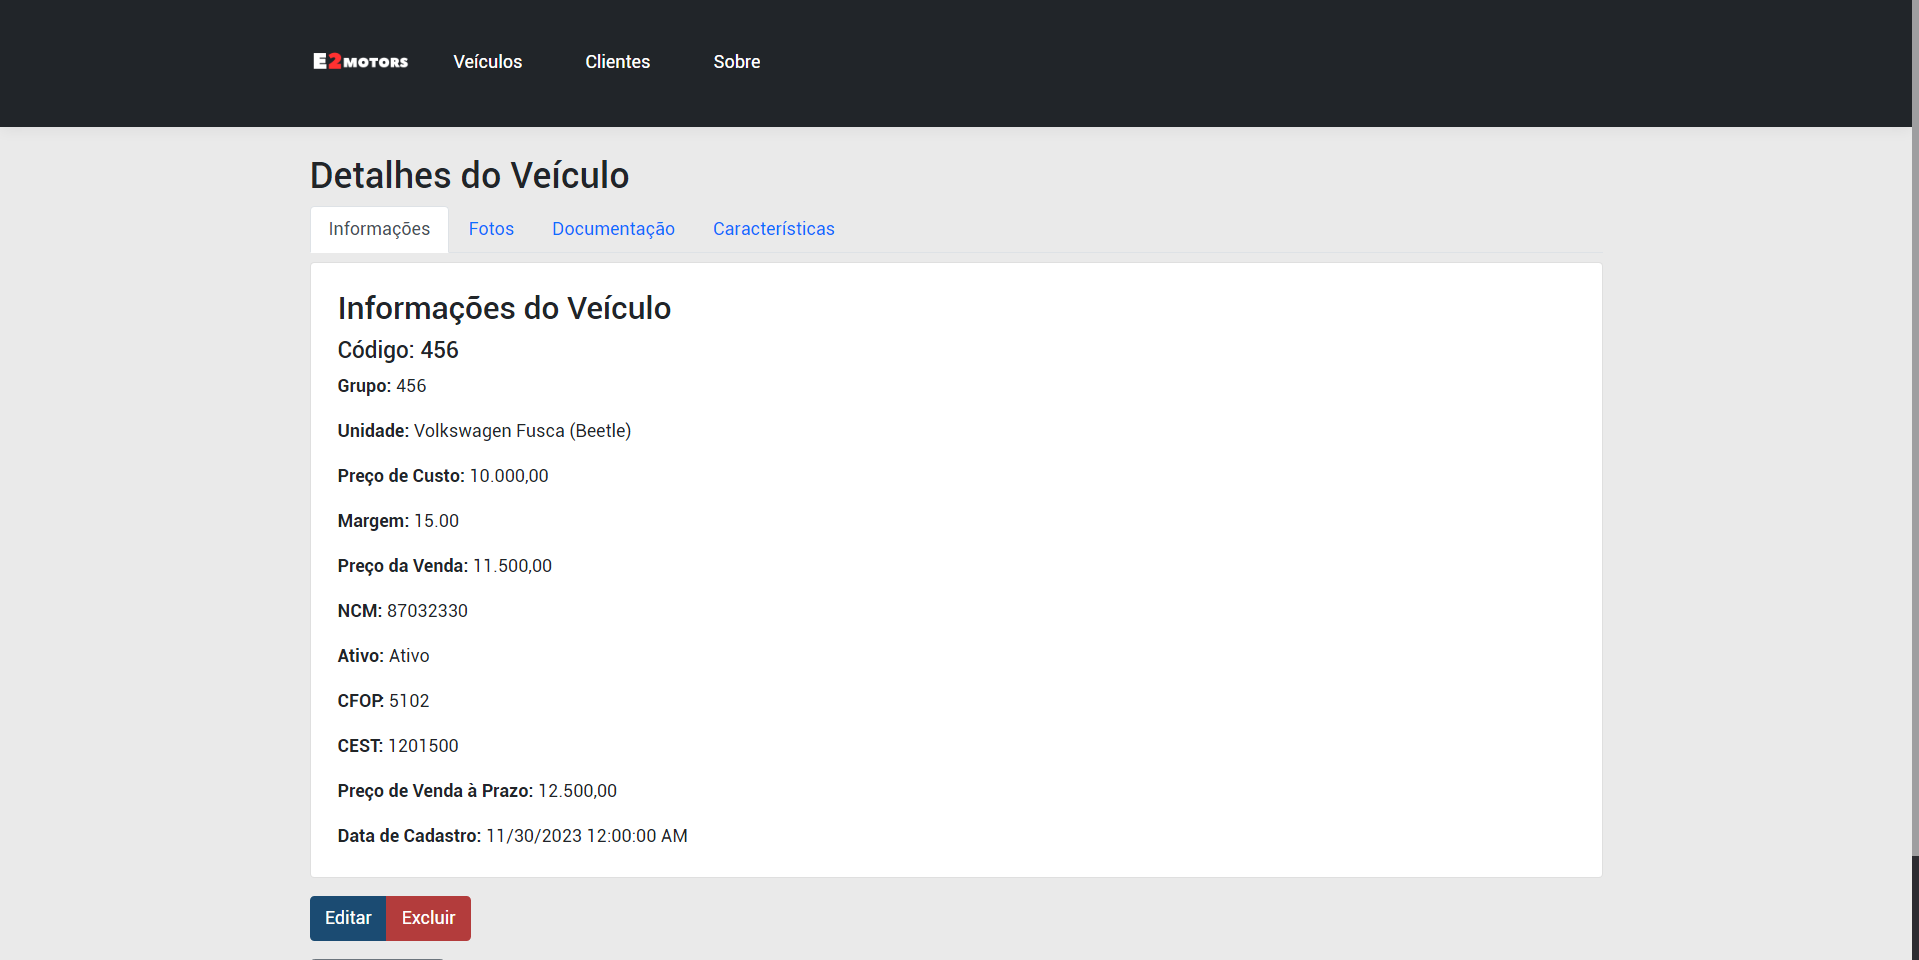 E2MOTORS Veículos Clientes Sobre
Detalhes do Veículo
Informações Fotos Documentação Características
Informações do Veículo
Código: 456
Grupo: 456
Unidade: Volkswagen Fusca (Beetle)
Preço de Custo: 10.000,00
Margem: 15.00
Preço da Venda: 11.500,00
NCM: 87032330
Ativo: Ativo
CFOP: 5102
CEST: 1201500
Preço de Venda à Prazo: 12.500,00
Data de Cadastro: 11/30/2023 12:00:00 AM
Editar Excluir